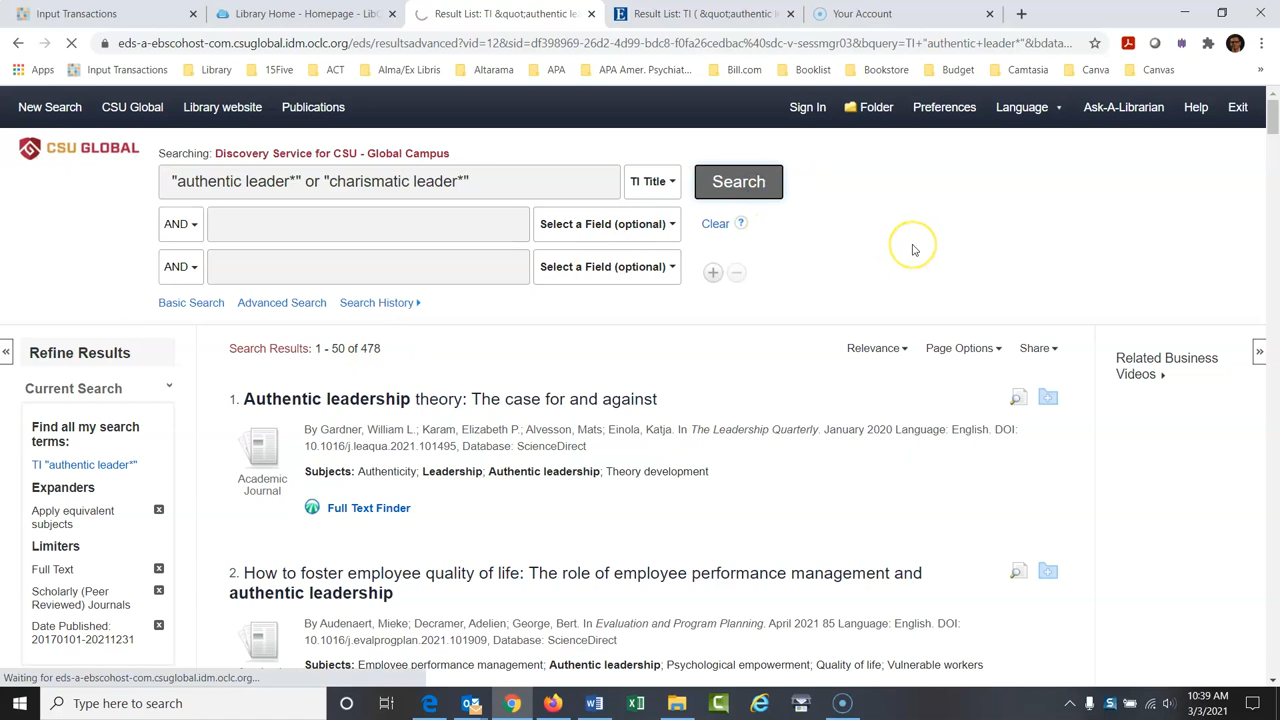 Input Transactions
Library Home - Homepage - LibG
Result List: TI &quot;authentic le
Result List: TI ( &quot;authentic le
Your Account
eds-a-ebscohost-com.csuglobal.idm.oclc.org/eds/resultsadvanced?vid=12&sid=df398969-26d2-4d99-bdc8-f0fa26cedbac%40sdc-v-sessmgr03&bquery=TI+"authentic+leader*"&bdata...
Apps
Input Transactions
Library
15Five
ACT
Alma/Ex Libris
Altarama
APA
APA Amer. Psychiat...
Bill.com
Booklist
Bookstore
Budget
Camtasia
Canva
Canvas
»
New Search
CSU Global
Library website
Publications
Sign In
Folder
Preferences
Language
Ask-A-Librarian
Help
Exit
CSU GLOBAL
Searching: Discovery Service for CSU - Global Campus
"authentic leader*" or "charismatic leader*"
TI Title
Search
AND
Select a Field (optional)
Clear ?
AND
Select a Field (optional)
Basic Search
Advanced Search
Search History
«
Refine Results
Current Search
Find all my search
terms:
TI "authentic leader*"
Expanders
Apply equivalent
subjects
Limiters
Full Text
Scholarly (Peer
Reviewed) Journals
Date Published:
20170101-20211231
Search Results: 1 - 50 of 478
Relevance
Page Options
Share
»
Related Business
Videos
1. Authentic leadership theory: The case for and against
By Gardner, William L.; Karam, Elizabeth P.; Alvesson, Mats; Einola, Katja. In The Leadership Quarterly. January 2020 Language: English. DOI:
10.1016/j.leaqua.2021.101495, Database: ScienceDirect
Academic
Journal
Subjects: Authenticity; Leadership; Authentic leadership; Theory development
Full Text Finder
2. How to foster employee quality of life: The role of employee performance management and
authentic leadership
By Audenaert, Mieke; Decramer, Adelien; George, Bert. In Evaluation and Program Planning. April 2021 85 Language: English. DOI:
10.1016/j.evalprogplan.2021.101909, Database: ScienceDirect
Subjects: Employee performance management; Authentic leadership; Psychological empowerment; Quality of life; Vulnerable workers
Waiting for eds-a-ebscohost-com.csuglobal.idm.oclc.org...
Type here to search
10:39 AM
3/3/2021